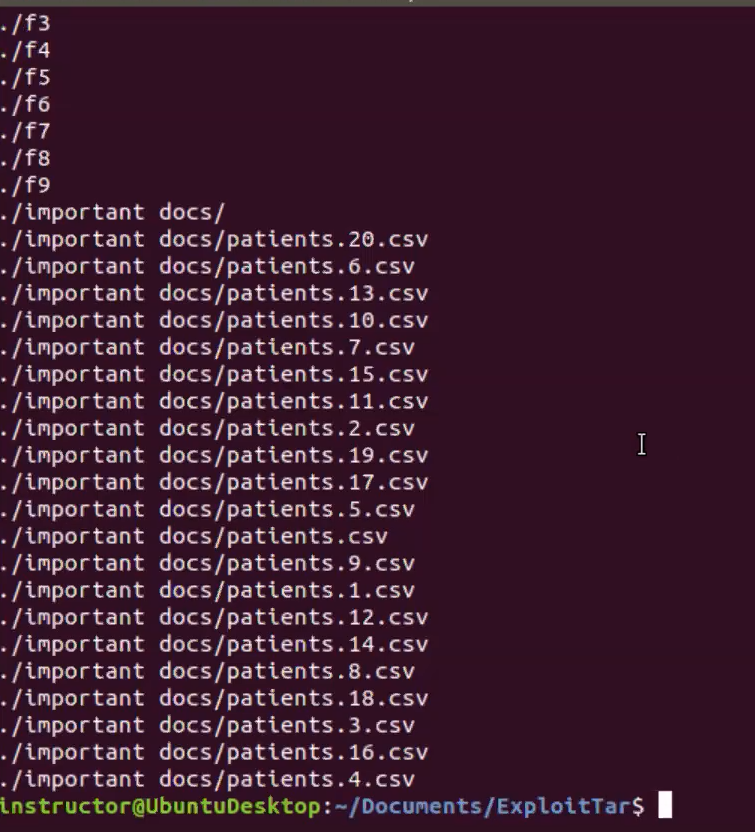 ./f3
./f4
./f5
./f6
./f7
./f8
./f9
./important docs/
./important docs/patients.20.csv
./important docs/patients.6.csv
./important docs/patients.13.csv
./important docs/patients.10.csv
./important docs/patients.7.csv
./important docs/patients.15.csv
./important docs/patients.11.csv
./important docs/patients.2.csv
./important docs/patients.19.csv
./important docs/patients.17.csv
./important docs/patients.5.csv
./important docs/patients.csv
./important docs/patients.9.csv
./important docs/patients.1.csv
./important docs/patients.12.csv
./important docs/patients.14.csv
./important docs/patients.8.csv
./important docs/patients.18.csv
./important docs/patients.3.csv
./important docs/patients.16.csv
./important docs/patients.4.csv
instructor@UbuntuDesktop:~/Documents/ExploitTar$